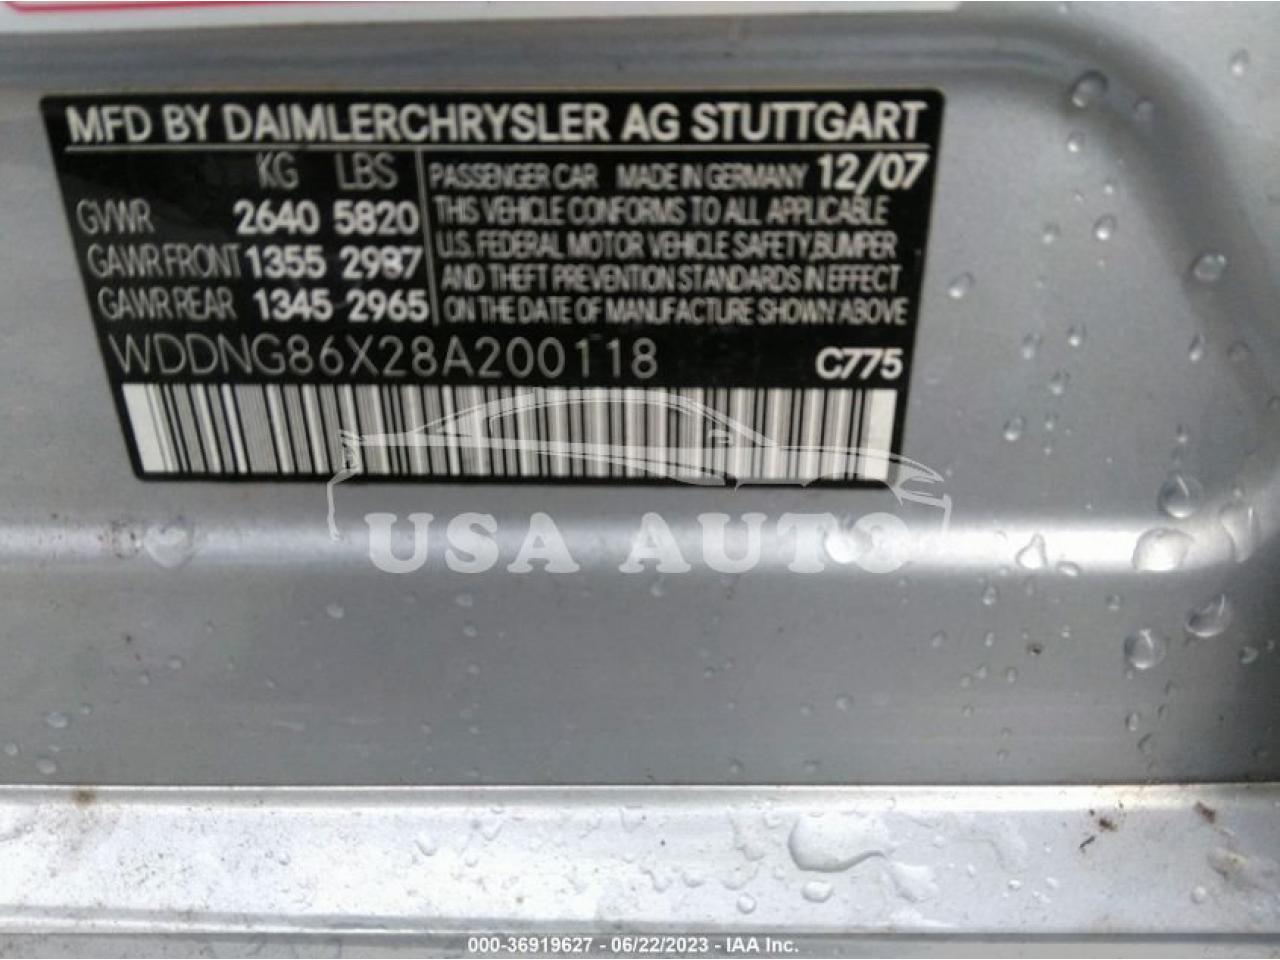 MFD BY DAIMLERCHRYSLER AG STUTTGART
KG LBS
GVWR 2640 5820
GAWR FRONT 1355 2987
GAWR REAR 1345 2965
PASSENGER CAR MADE IN GERMANY 12/07
THIS VEHICLE CONFORMS TO ALL APPLICABLE
U.S. FEDERAL MOTOR VEHICLE SAFETY,BUMPER
AND THEFT PREVENTION STANDARDS IN EFFECT
ON THE DATE OF MANUFACTURE SHOWN ABOVE
WDDNG86X28A200118 C775
USA AUTO
000-36919627 - 06/22/2023 - IAA Inc.